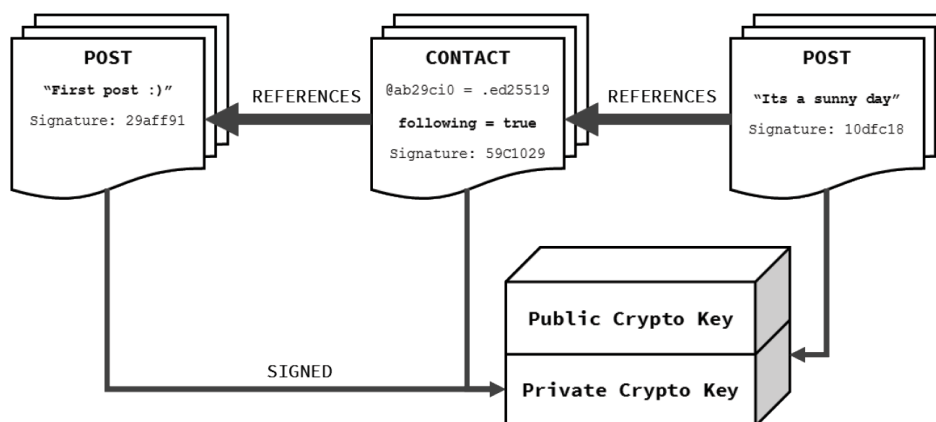 POST
“First post :)”
Signature: 29aff91
REFERENCES
CONTACT
@ab29ci0 = .ed25519
following = true
Signature: 59C1029
REFERENCES
POST
“Its a sunny day”
Signature: 10dfc18
Public Crypto Key
Private Crypto Key
SIGNED